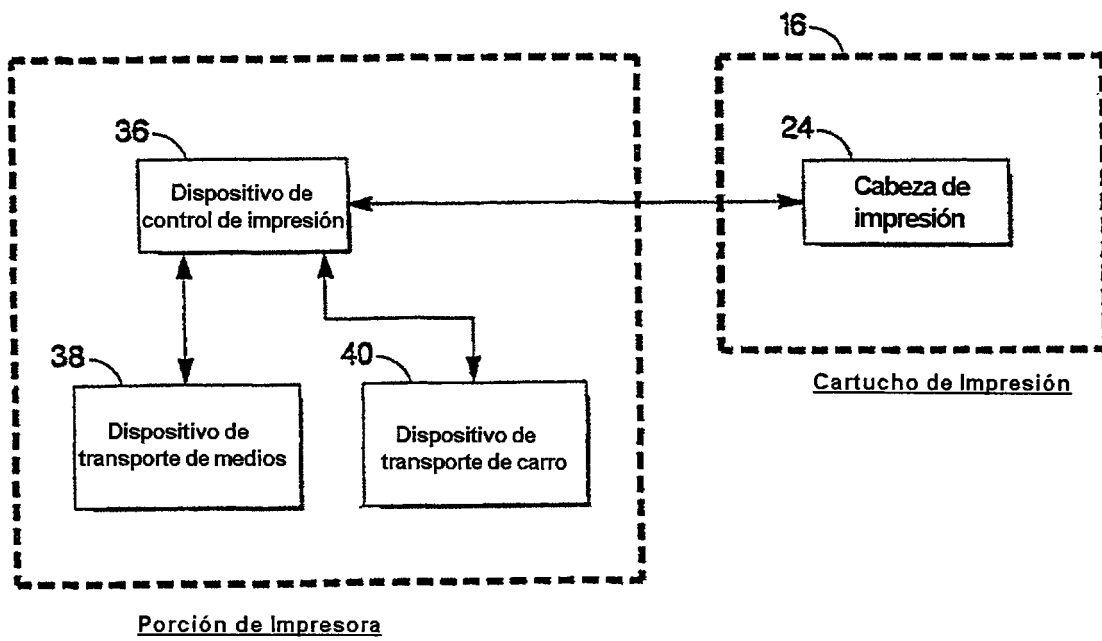 16
36
Dispositivo de
control de impresión
24
Cabeza de
impresión
38
Dispositivo de
transporte de medios
40
Dispositivo de
transporte de carro
Cartucho de Impresión
Porción de Impresora